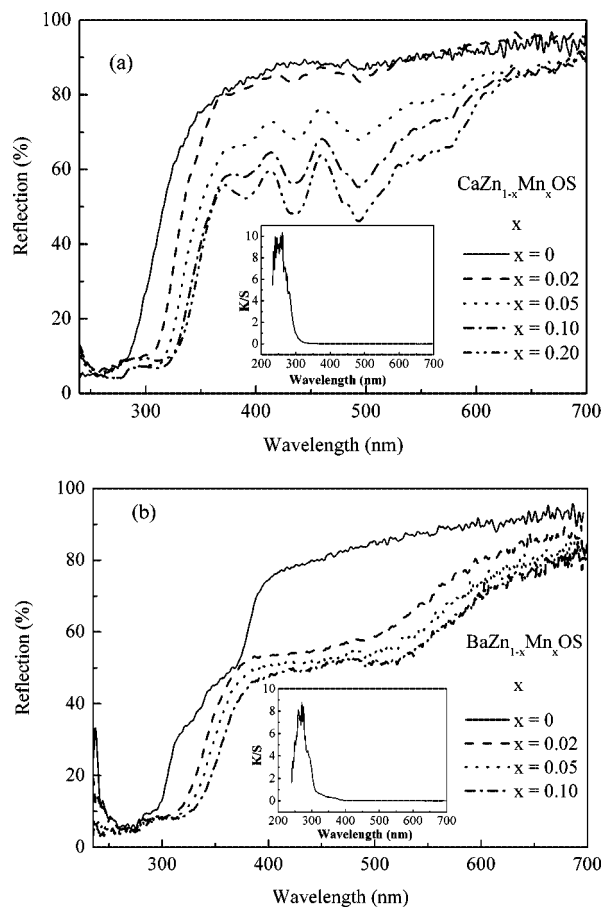 (a)
Reflection (%)
100
80
60
40
20
0
300
400
500
600
700
Wavelength (nm)
CaZn1-xMnxOS
x
x = 0
x = 0.02
x = 0.05
x = 0.10
x = 0.20
K/S
10
8
6
4
2
0
200
300
400
500
600
700
Wavelength (nm)
(b)
Reflection (%)
100
80
60
40
20
0
300
400
500
600
700
Wavelength (nm)
BaZn1-xMnxOS
x
x = 0
x = 0.02
x = 0.05
x = 0.10
K/S
10
8
6
4
2
0
200
300
400
500
600
700
Wavelength (nm)